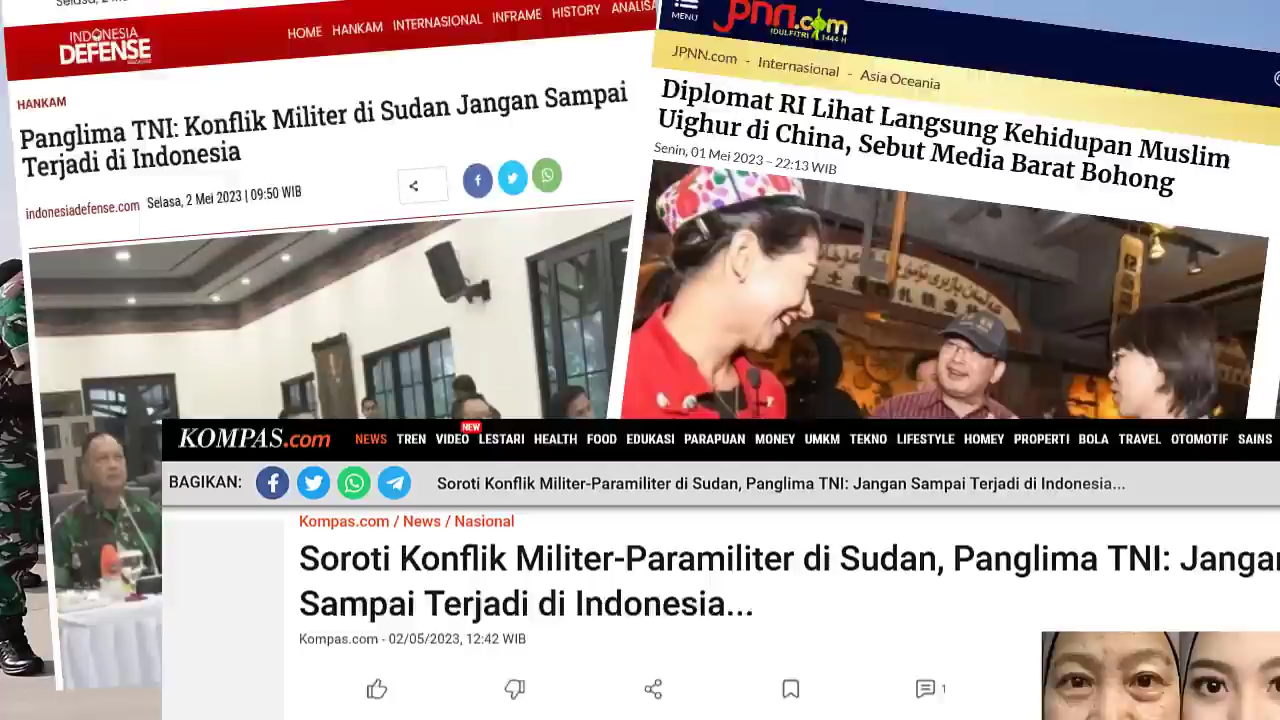 Selasa, 2 Mei
INDONESIA
DEFENSE
MAGAZINE
HOME HANKAM INTERNASIONAL INFRAME HISTORY ANALISA
HANKAM
Panglima TNI: Konflik Militer di Sudan Jangan Sampai
Terjadi di Indonesia
indonesiadefense.com Selasa, 2 Mei 2023 | 09:50 WIB
MENU
jpnn.com
IDULFITRI 1444 H
JPNN.com - Internasional - Asia Oceania
Diplomat RI Lihat Langsung Kehidupan Muslim
Uighur di China, Sebut Media Barat Bohong
Senin, 01 Mei 2023 – 22:13 WIB
KOMPAS.com
NEWS TREN VIDEO NEW LESTARI HEALTH FOOD EDUKASI PARAPUAN MONEY UMKM TEKNO LIFESTYLE HOMEY PROPERTI BOLA TRAVEL OTOMOTIF SAINS
BAGIKAN: Soroti Konflik Militer-Paramiliter di Sudan, Panglima TNI: Jangan Sampai Terjadi di Indonesia...
Kompas.com / News / Nasional
Soroti Konflik Militer-Paramiliter di Sudan, Panglima TNI: Jangan
Sampai Terjadi di Indonesia...
Kompas.com - 02/05/2023, 12:42 WIB
1